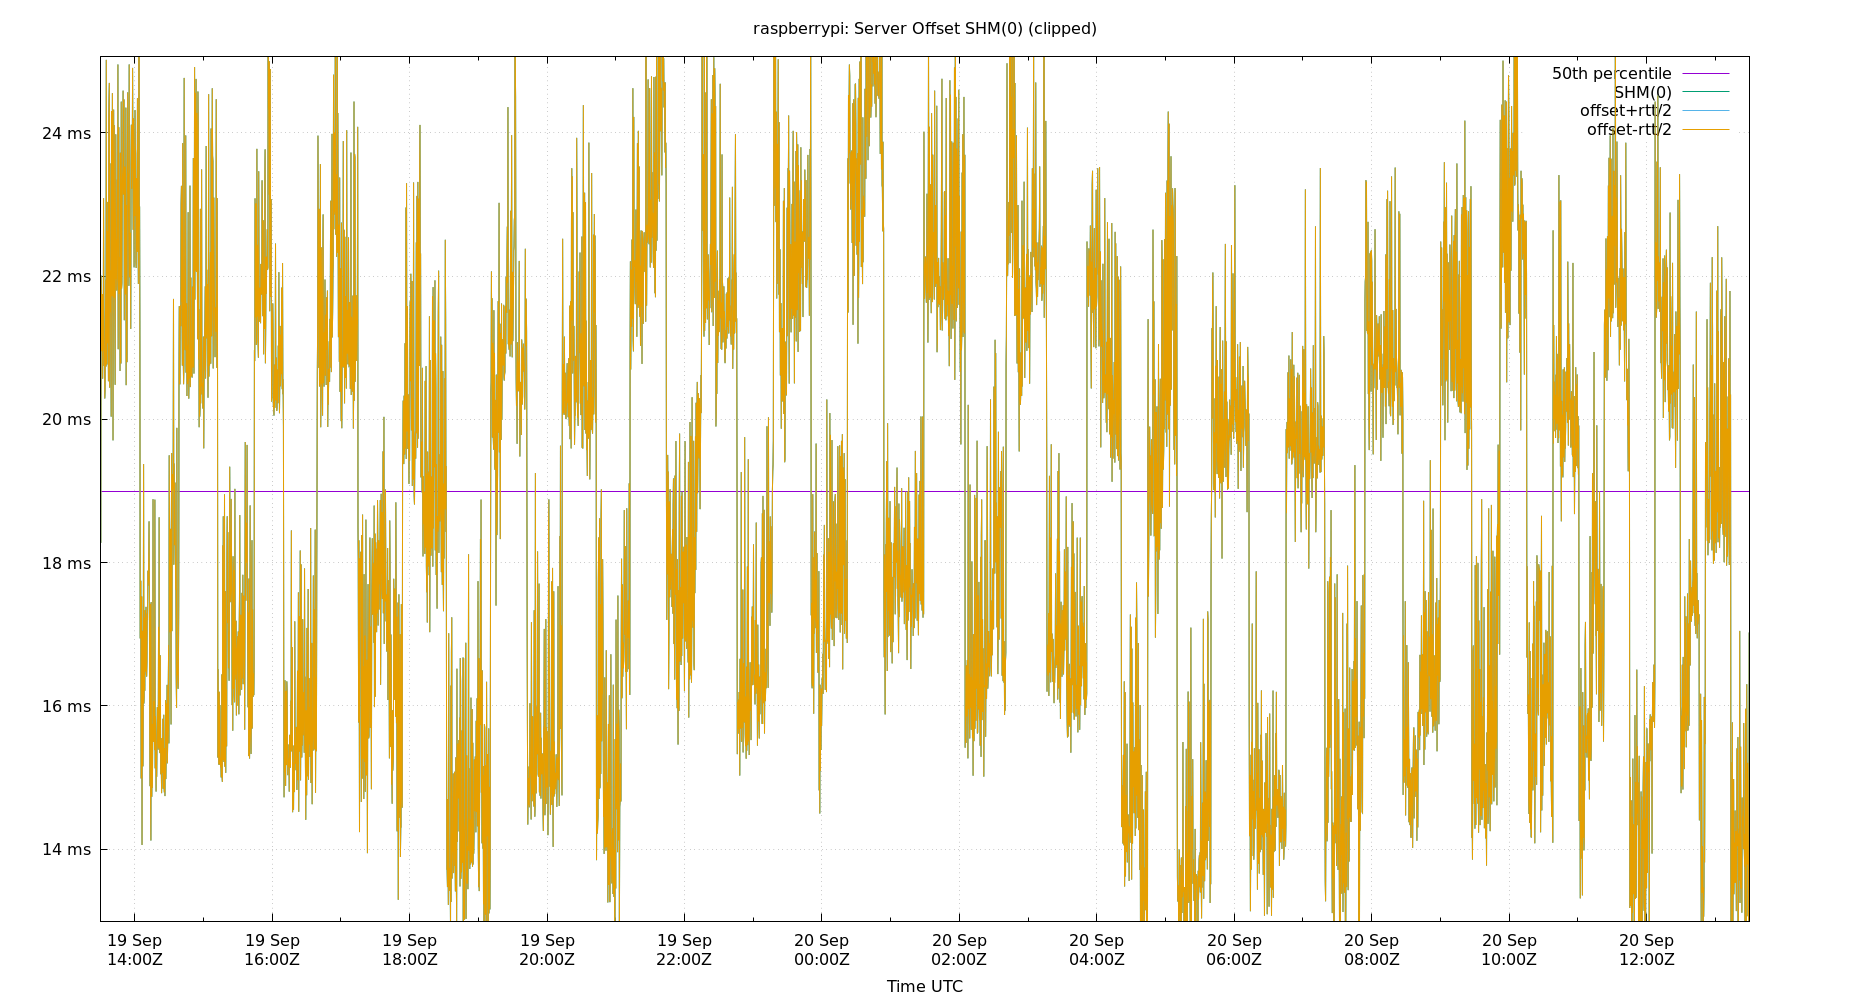 raspberrypi: Server Offset SHM(0) (clipped)
50th percentile
SHM(0)
offset+rtt/2
offset-rtt/2
24 ms
22 ms
20 ms
18 ms
16 ms
14 ms
19 Sep 19 Sep 19 Sep 19 Sep 19 Sep 20 Sep 20 Sep 20 Sep 20 Sep 20 Sep 20 Sep 20 Sep
14:00Z 16:00Z 18:00Z 20:00Z 22:00Z 00:00Z 02:00Z 04:00Z 06:00Z 08:00Z 10:00Z 12:00Z
Time UTC